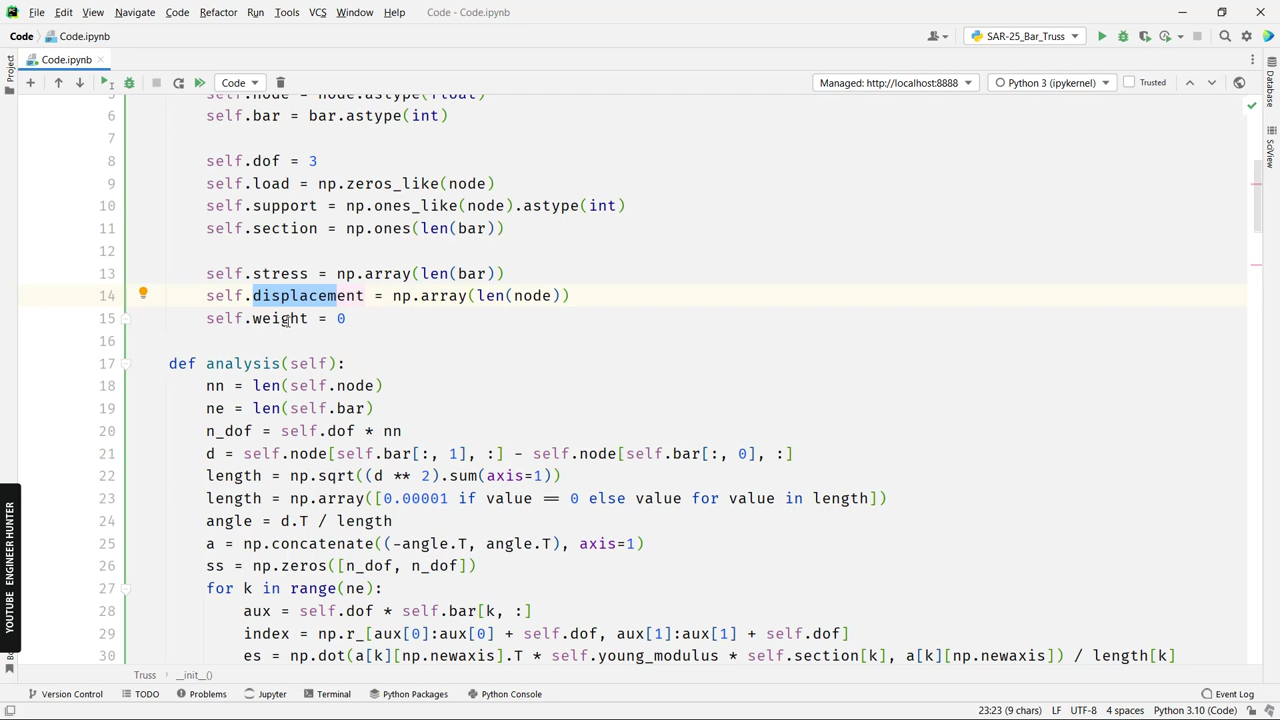 File Edit View Navigate Code Refactor Run Tools VCS Window Help Code - Code.ipynb
Code Code.ipynb SAR-25_Bar_Truss
Project Code.ipynb
Code Managed: http://localhost:8888 Python 3 (ipykernel) Trusted
Database
SciView
5 self.node = node.astype(float)
6 self.bar = bar.astype(int)
7
8 self.dof = 3
9 self.load = np.zeros_like(node)
10 self.support = np.ones_like(node).astype(int)
11 self.section = np.ones(len(bar))
12
13 self.stress = np.array(len(bar))
14 self.displacement = np.array(len(node))
15 self.weight = 0
16
17 def analysis(self):
18 nn = len(self.node)
19 ne = len(self.bar)
20 n_dof = self.dof * nn
21 d = self.node[self.bar[:, 1], :] - self.node[self.bar[:, 0], :]
22 length = np.sqrt((d ** 2).sum(axis=1))
23 length = np.array([0.00001 if value == 0 else value for value in length])
24 angle = d.T / length
25 a = np.concatenate((-angle.T, angle.T), axis=1)
26 ss = np.zeros([n_dof, n_dof])
27 for k in range(ne):
28 aux = self.dof * self.bar[k, :]
29 index = np.r_[aux[0]:aux[0] + self.dof, aux[1]:aux[1] + self.dof]
30 es = np.dot(a[k][np.newaxis].T * self.young_modulus * self.section[k], a[k][np.newaxis]) / length[k]
YOUTUBE ENGINEER HUNTER
Truss __init__()
Version Control TODO Problems Jupyter Terminal Python Packages Python Console Event Log
23:23 (9 chars) LF UTF-8 4 spaces Python 3.10 (Code)